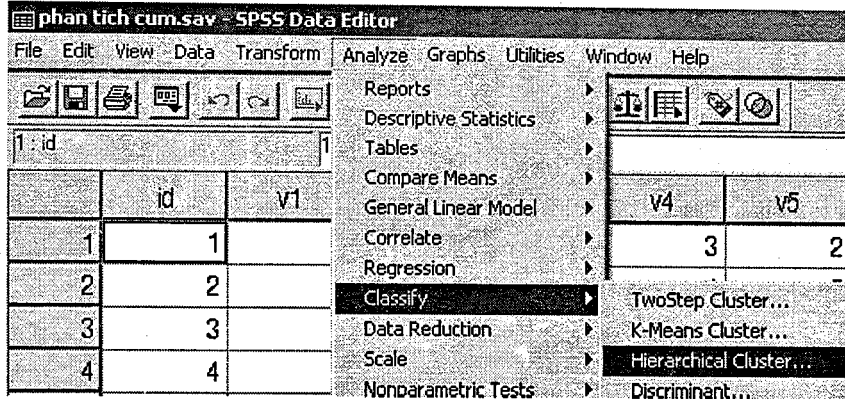 phan tich cum.sav - SPSS Data Editor
File Edit View Data Transform Analyze Graphs Utilities Window Help
1 : id 1
id v1 v4 v5
1 1 3 2
2 2
3 3
4 4
Reports
Descriptive Statistics
Tables
Compare Means
General Linear Model
Correlate
Regression
Classify
Data Reduction
Scale
Nonparametric Tests
TwoStep Cluster...
K-Means Cluster...
Hierarchical Cluster...
Discriminant...